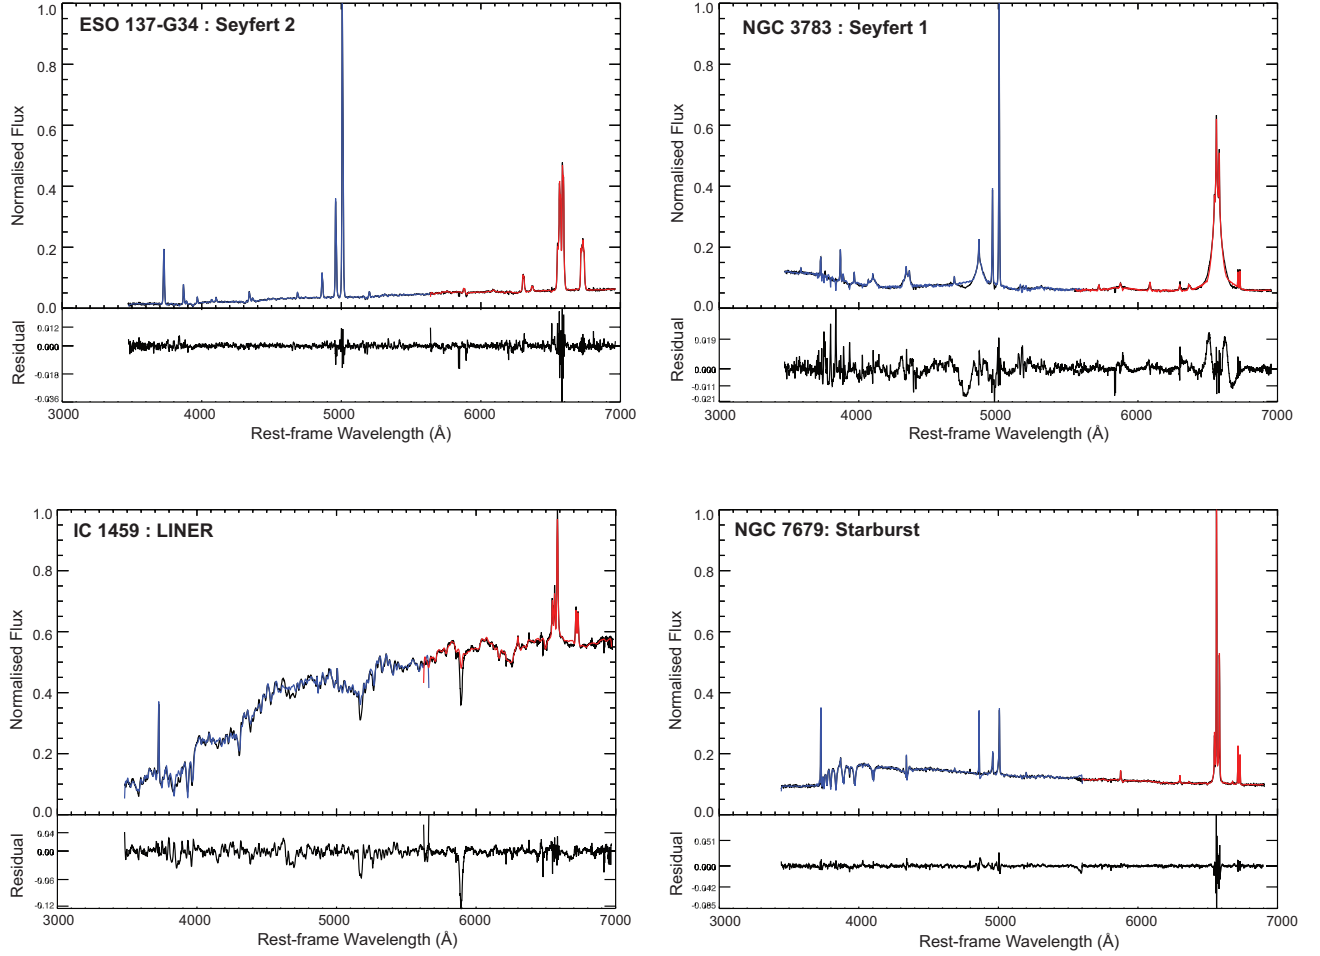 ESO 137-G34 : Seyfert 2
1.0
0.8
0.6
0.4
0.2
0.0
Normalised Flux
0.012
0.000
-0.018
-0.036
Residual
3000 4000 5000 6000 7000
Rest-frame Wavelength (Å)
NGC 3783 : Seyfert 1
1.0
0.8
0.6
0.4
0.2
0.0
Normalised Flux
0.019
0.000
-0.011
-0.021
Residual
3000 4000 5000 6000 7000
Rest-frame Wavelength (Å)
IC 1459 : LINER
1.0
0.8
0.6
0.4
0.2
0.0
Normalised Flux
0.04
0.00
-0.06
-0.12
Residual
3000 4000 5000 6000 7000
Rest-frame Wavelength (Å)
NGC 7679: Starburst
1.0
0.8
0.6
0.4
0.2
0.0
Normalised Flux
0.051
0.000
-0.042
-0.085
Residual
3000 4000 5000 6000 7000
Rest-frame Wavelength (Å)